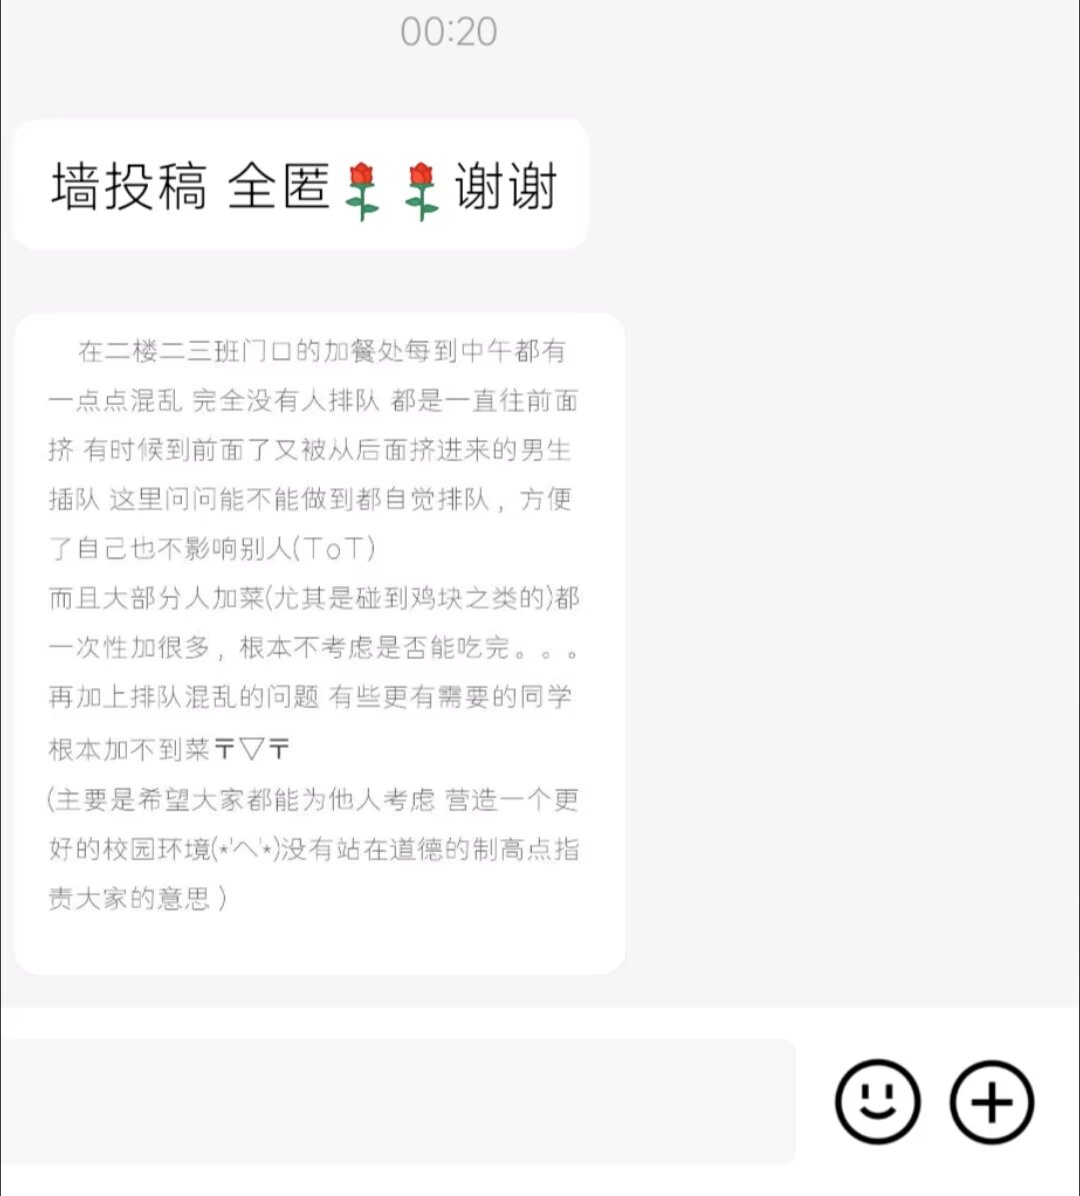 00:20
墙投稿 全匿🌹🌹谢谢
在二楼二三班门口的加餐处每到中午都有
一点点混乱 完全没有人排队 都是一直往前面
挤 有时候到前面了又被从后面挤进来的男生
插队 这里问问能不能做到都自觉排队，方便
了自己也不影响别人(ToT)
而且大部分人加菜(尤其是碰到鸡块之类的)都
一次性加很多，根本不考虑是否能吃完。。。
再加上排队混乱的问题 有些更有需要的同学
根本加不到菜〒▽〒
(主要是希望大家都能为他人考虑 营造一个更
好的校园环境(*'へ'*)没有站在道德的制高点指
责大家的意思）